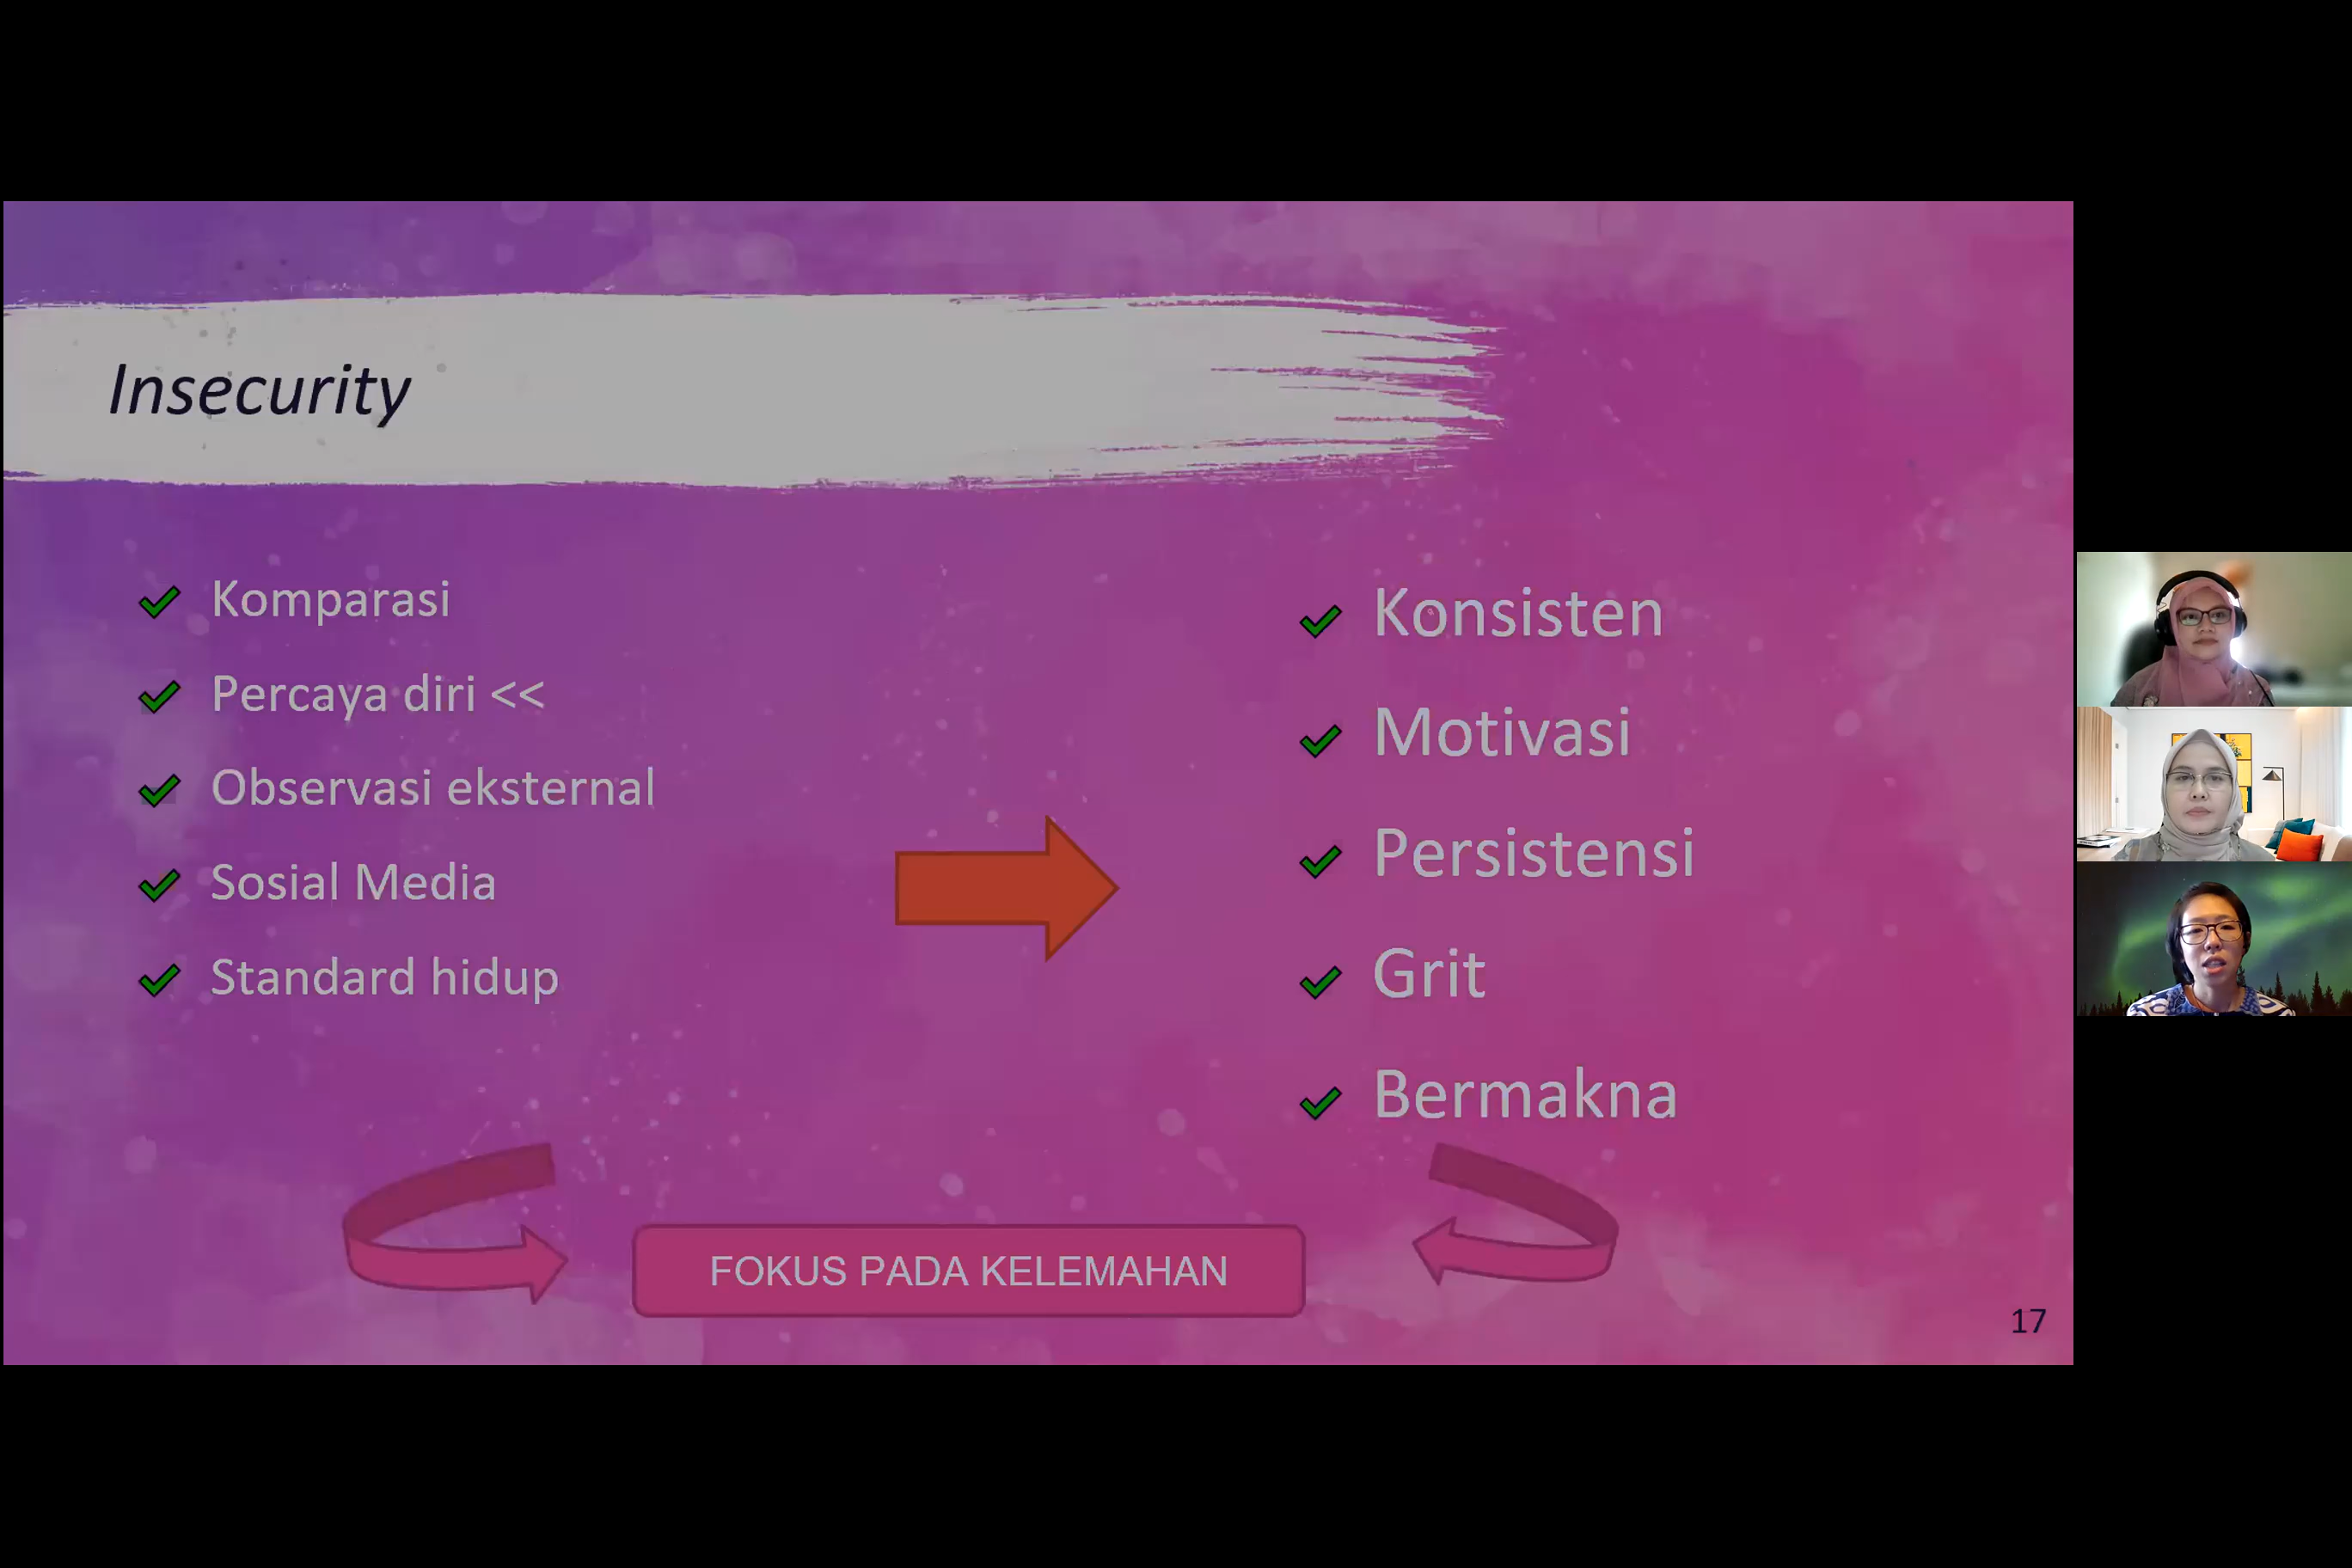 Insecurity
Komparasi
Percaya diri <<
Observasi eksternal
Sosial Media
Standard hidup
Konsisten
Motivasi
Persistensi
Grit
Bermakna
FOKUS PADA KELEMAHAN
17